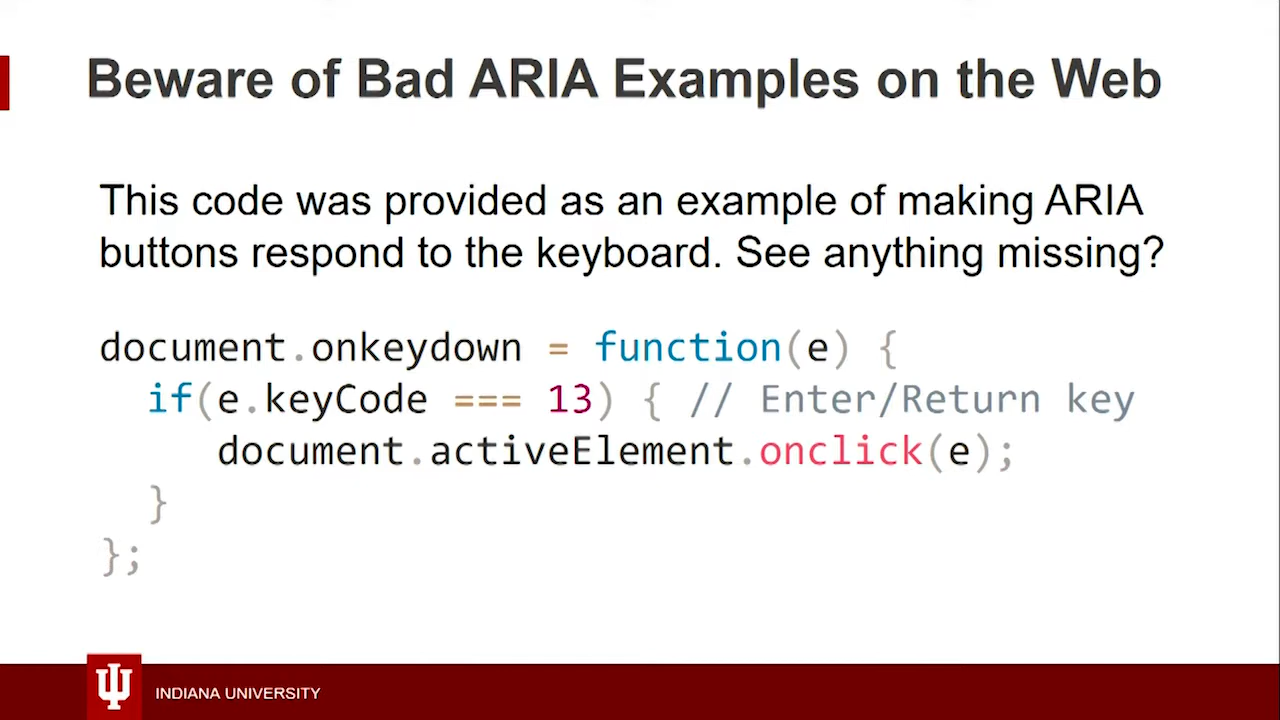 Beware of Bad ARIA Examples on the Web
This code was provided as an example of making ARIA
buttons respond to the keyboard. See anything missing?
document.onkeydown = function(e) {
  if(e.keyCode === 13) { // Enter/Return key
     document.activeElement.onclick(e);
  }
};
INDIANA UNIVERSITY